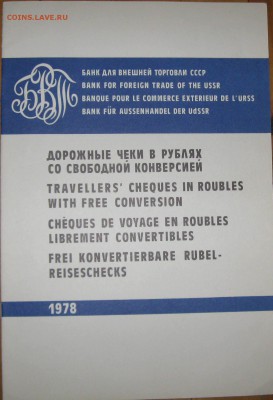 COINS.LAVE.RU
БВТ
БАНК ДЛЯ ВНЕШНЕЙ ТОРГОВЛИ СССР
BANK FOR FOREIGN TRADE OF THE USSR
BANQUE POUR LE COMMERCE EXTERIEUR DE L'URSS
BANK FÜR AUSSENHANDEL DER UdSSR
ДОРОЖНЫЕ ЧЕКИ В РУБЛЯХ
СО СВОБОДНОЙ КОНВЕРСИЕЙ
TRAVELLERS' CHEQUES IN ROUBLES
WITH FREE CONVERSION
CHÈQUES DE VOYAGE EN ROUBLES
LIBREMENT CONVERTIBLES
FREI KONVERTIERBARE RUBEL-
REISESCHECKS
1978